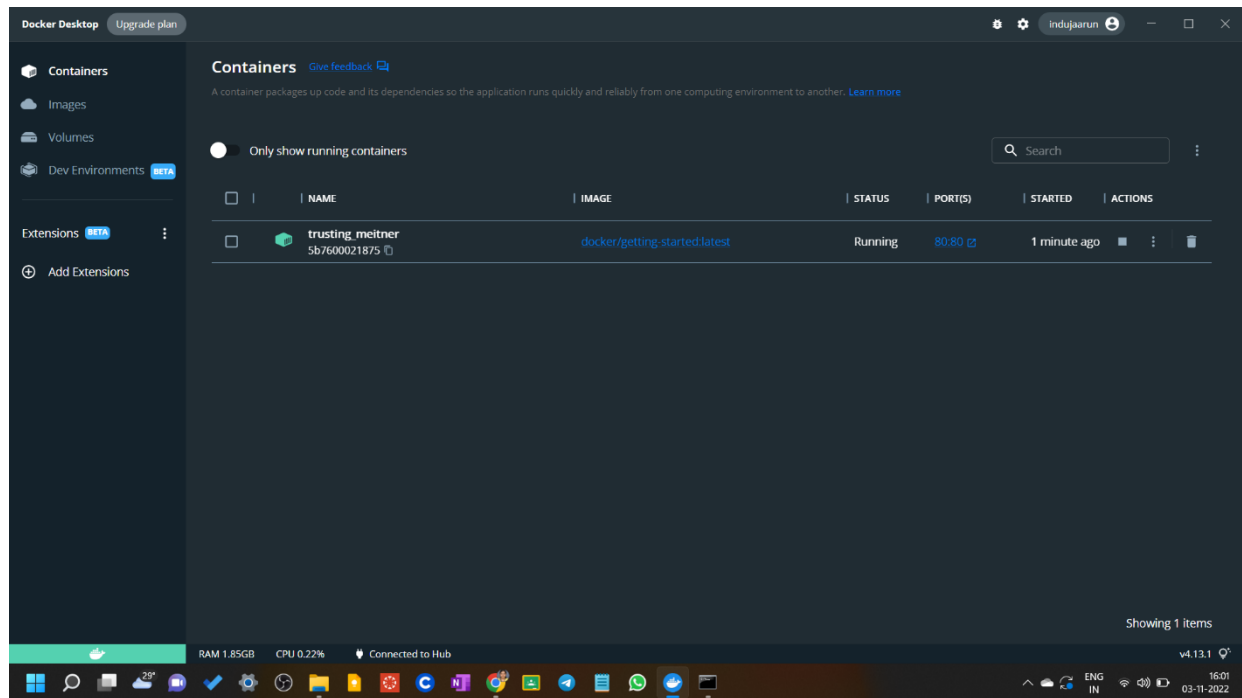 Docker Desktop Upgrade plan indujaarun
Containers
Images
Volumes
Dev Environments BETA
Extensions BETA
Add Extensions
Containers Give feedback
A container packages up code and its dependencies so the application runs quickly and reliably from one computing environment to another. Learn more
Only show running containers
Search
NAME IMAGE STATUS PORT(S) STARTED ACTIONS
trusting_meitner docker/getting-started:latest Running 80:80 1 minute ago
5b7600021875
Showing 1 items
RAM 1.85GB CPU 0.22% Connected to Hub v4.13.1
29°
ENG
IN
16:01
03-11-2022